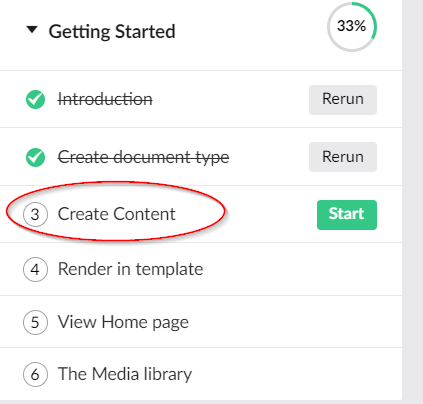 Getting Started 33%
Introduction Rerun
Create document type Rerun
3 Create Content Start
4 Render in template
5 View Home page
6 The Media library